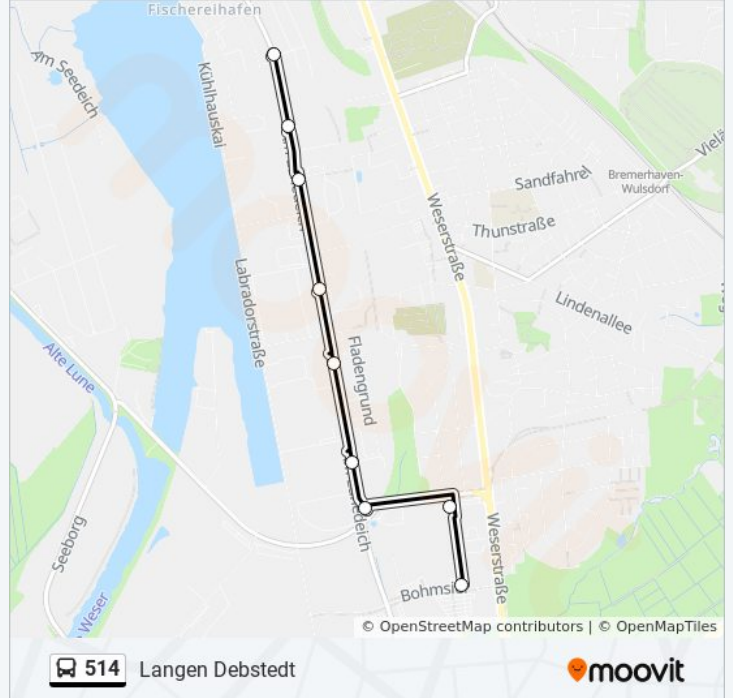 Fischereihafen
Am Seedeich
Kühlhauskai
Sandfahrel
Bremerhaven-
Wulsdorf
Thunstraße
Weserstraße
Labradorstraße
Lindenallee
Alte Lune
Fladengrund
Seeborg
Weserstraße
Bohmsi
Weser
© OpenStreetMap contributors | © OpenMapTiles
514 Langen Debstedt
moovit